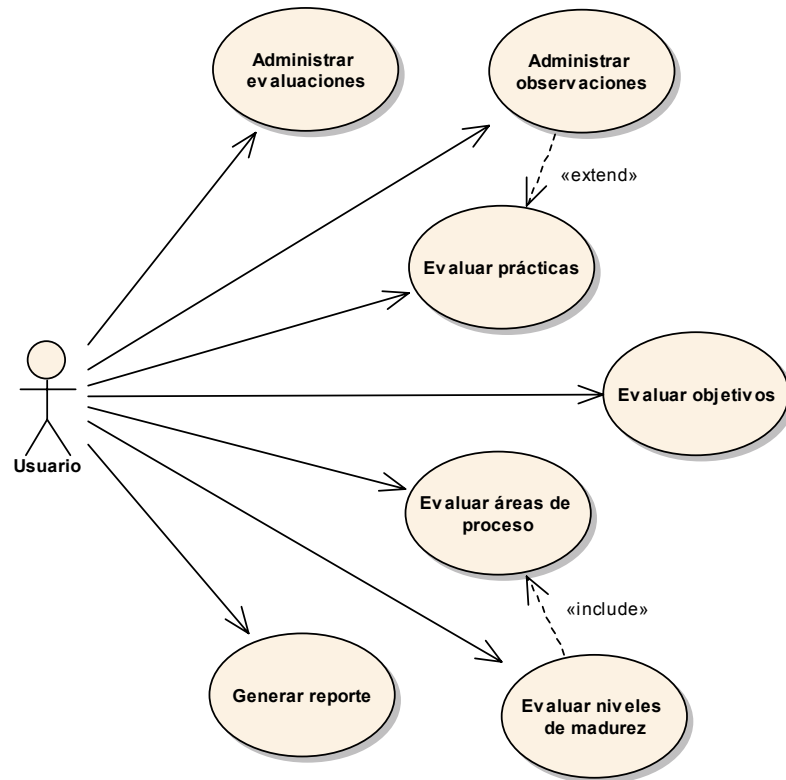 Administrar
evaluaciones
Administrar
observaciones
«extend»
Evaluar prácticas
Evaluar objetivos
Usuario
Evaluar áreas de
proceso
«include»
Generar reporte
Evaluar niveles
de madurez